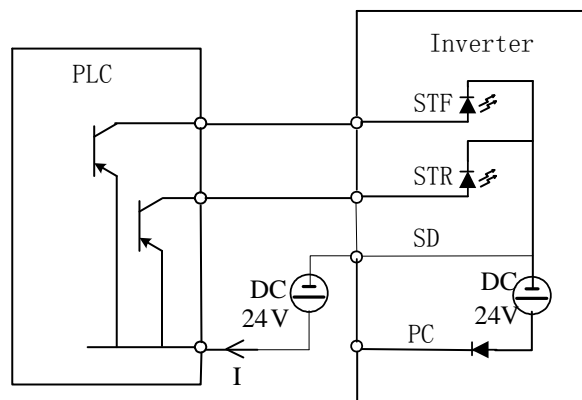 Inverter
PLC
STF
STR
SD
DC
24V
DC
24V
PC
I